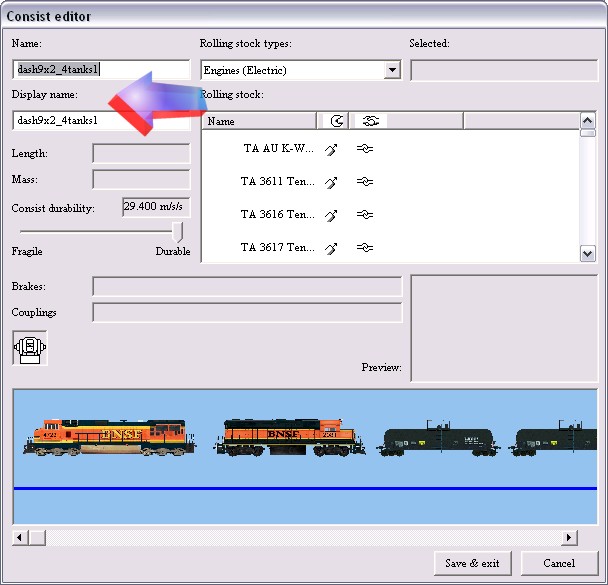 Consist editor
Name: Rolling stock types: Selected:
dash9x2_4tanks1 Engines (Electric)
Display name: Rolling stock:
dash9x2_4tanks1 Name
Length: TA AU K-W...
Mass: TA 3611 Ten...
Consist durability: 29.400 m/s/s TA 3616 Ten...
Fragile Durable TA 3617 Ten...
Brakes:
Couplings
Preview:
4723 BNSF BNSF
Save & exit Cancel